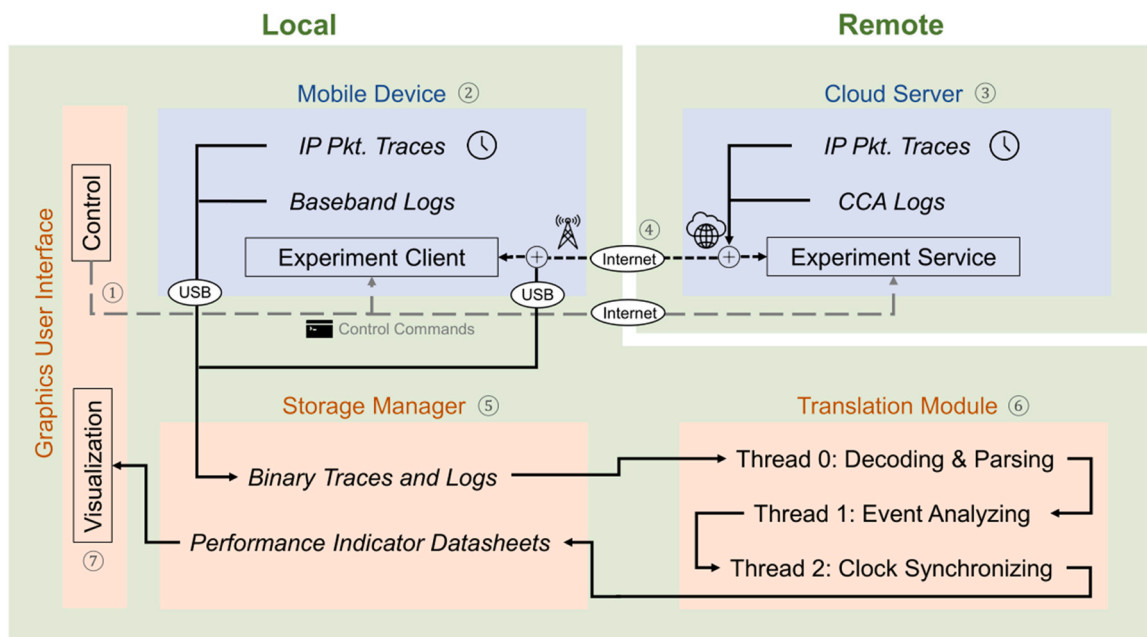 Local
Remote
Mobile Device ②
Cloud Server ③
IP Pkt. Traces
IP Pkt. Traces
Baseband Logs
CCA Logs
Graphics User Interface
Control
①
Experiment Client
④
Internet
Experiment Service
USB
USB
Internet
Control Commands
Storage Manager ⑤
Translation Module ⑥
Visualization
⑦
Binary Traces and Logs
Thread 0: Decoding & Parsing
Thread 1: Event Analyzing
Performance Indicator Datasheets
Thread 2: Clock Synchronizing